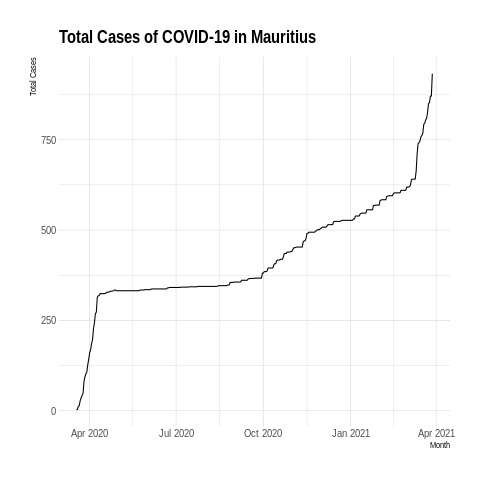 Total Cases of COVID-19 in Mauritius
Total Cases
750
500
250
0
Apr 2020 Jul 2020 Oct 2020 Jan 2021 Apr 2021
Month